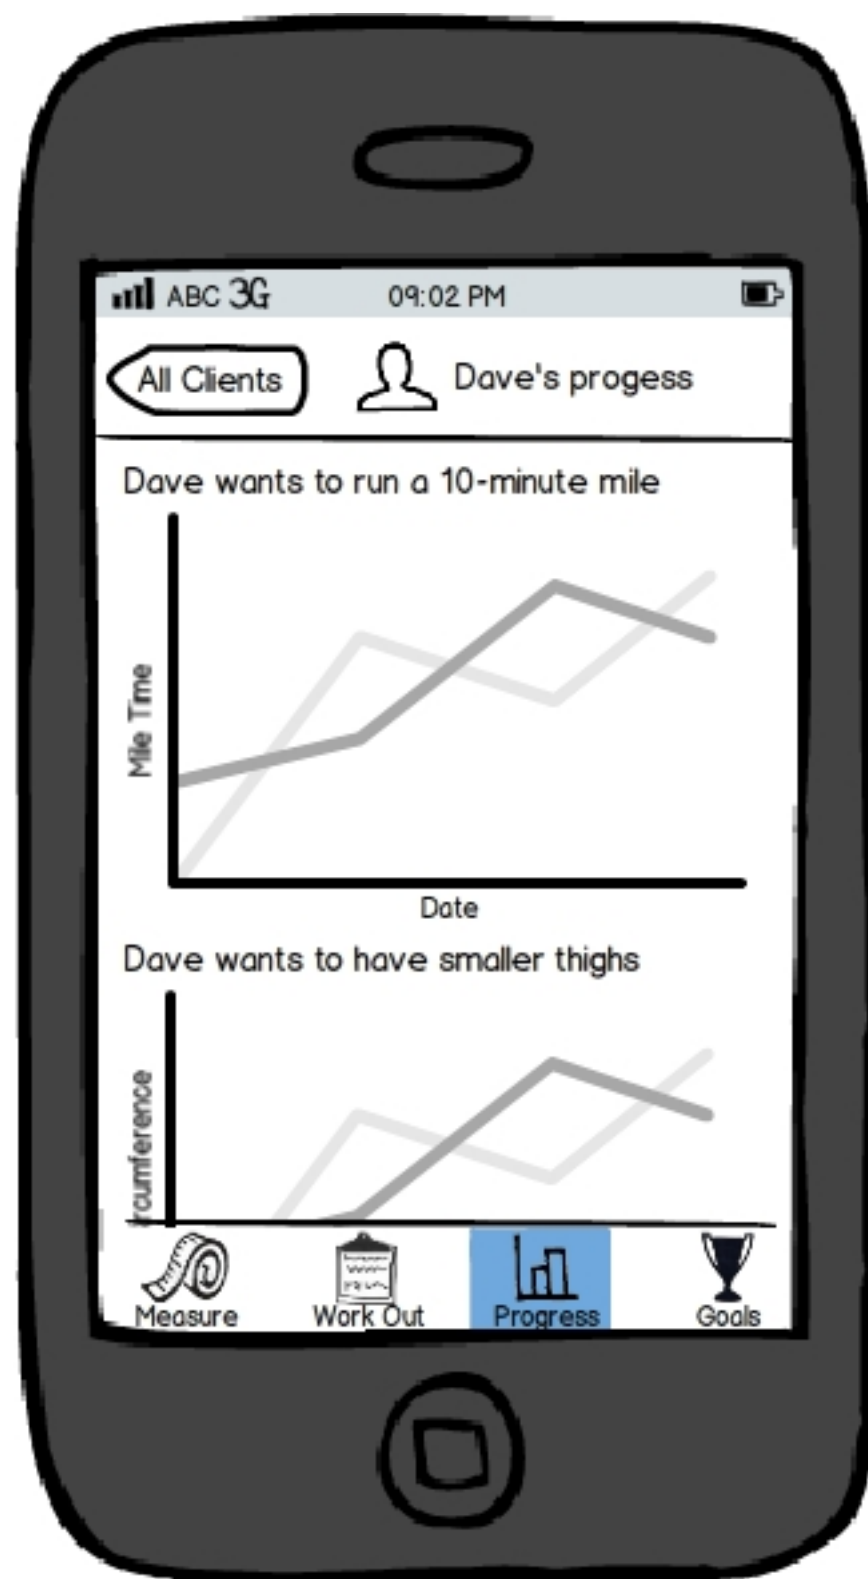 ABC 3G 09:02 PM
All Clients Dave's progess
Dave wants to run a 10-minute mile
Mile Time
Date
Dave wants to have smaller thighs
rcumference
Measure Work Out Progress Goals